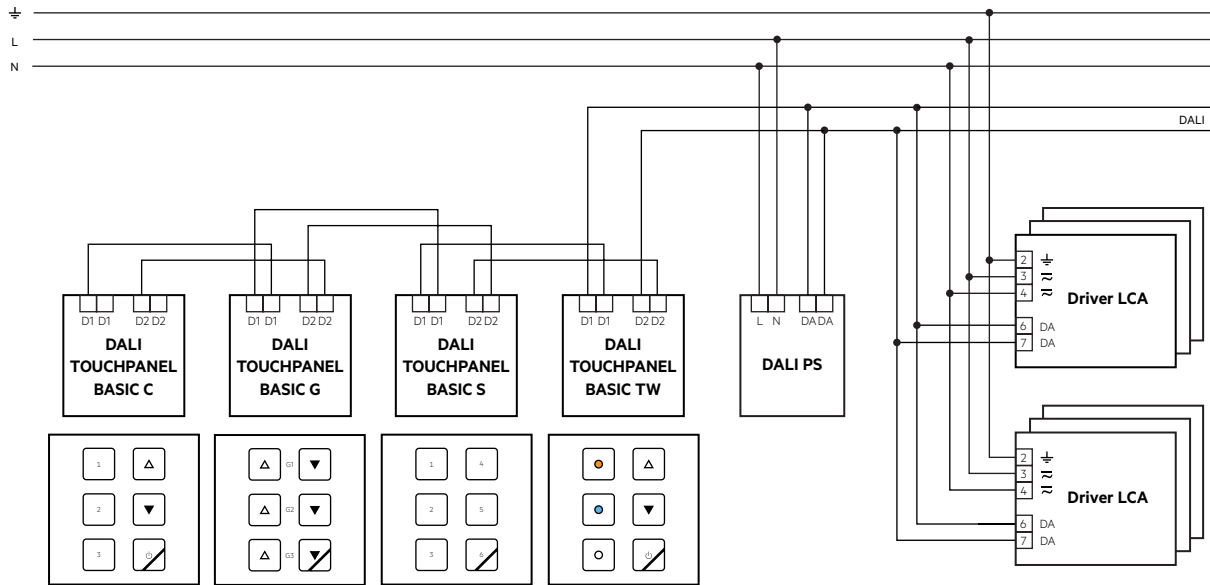 L
N
DALI
D1 D1 D2 D2
DALI
TOUCHPANEL
BASIC C
D1 D1 D2 D2
DALI
TOUCHPANEL
BASIC G
D1 D1 D2 D2
DALI
TOUCHPANEL
BASIC S
D1 D1 D2 D2
DALI
TOUCHPANEL
BASIC TW
L N DA DA
DALI PS
2
3
4
6 DA
7 DA
Driver LCA
2
3
4
6 DA
7 DA
Driver LCA
1
2
3
G1
G2
G3
1 4
2 5
3 6